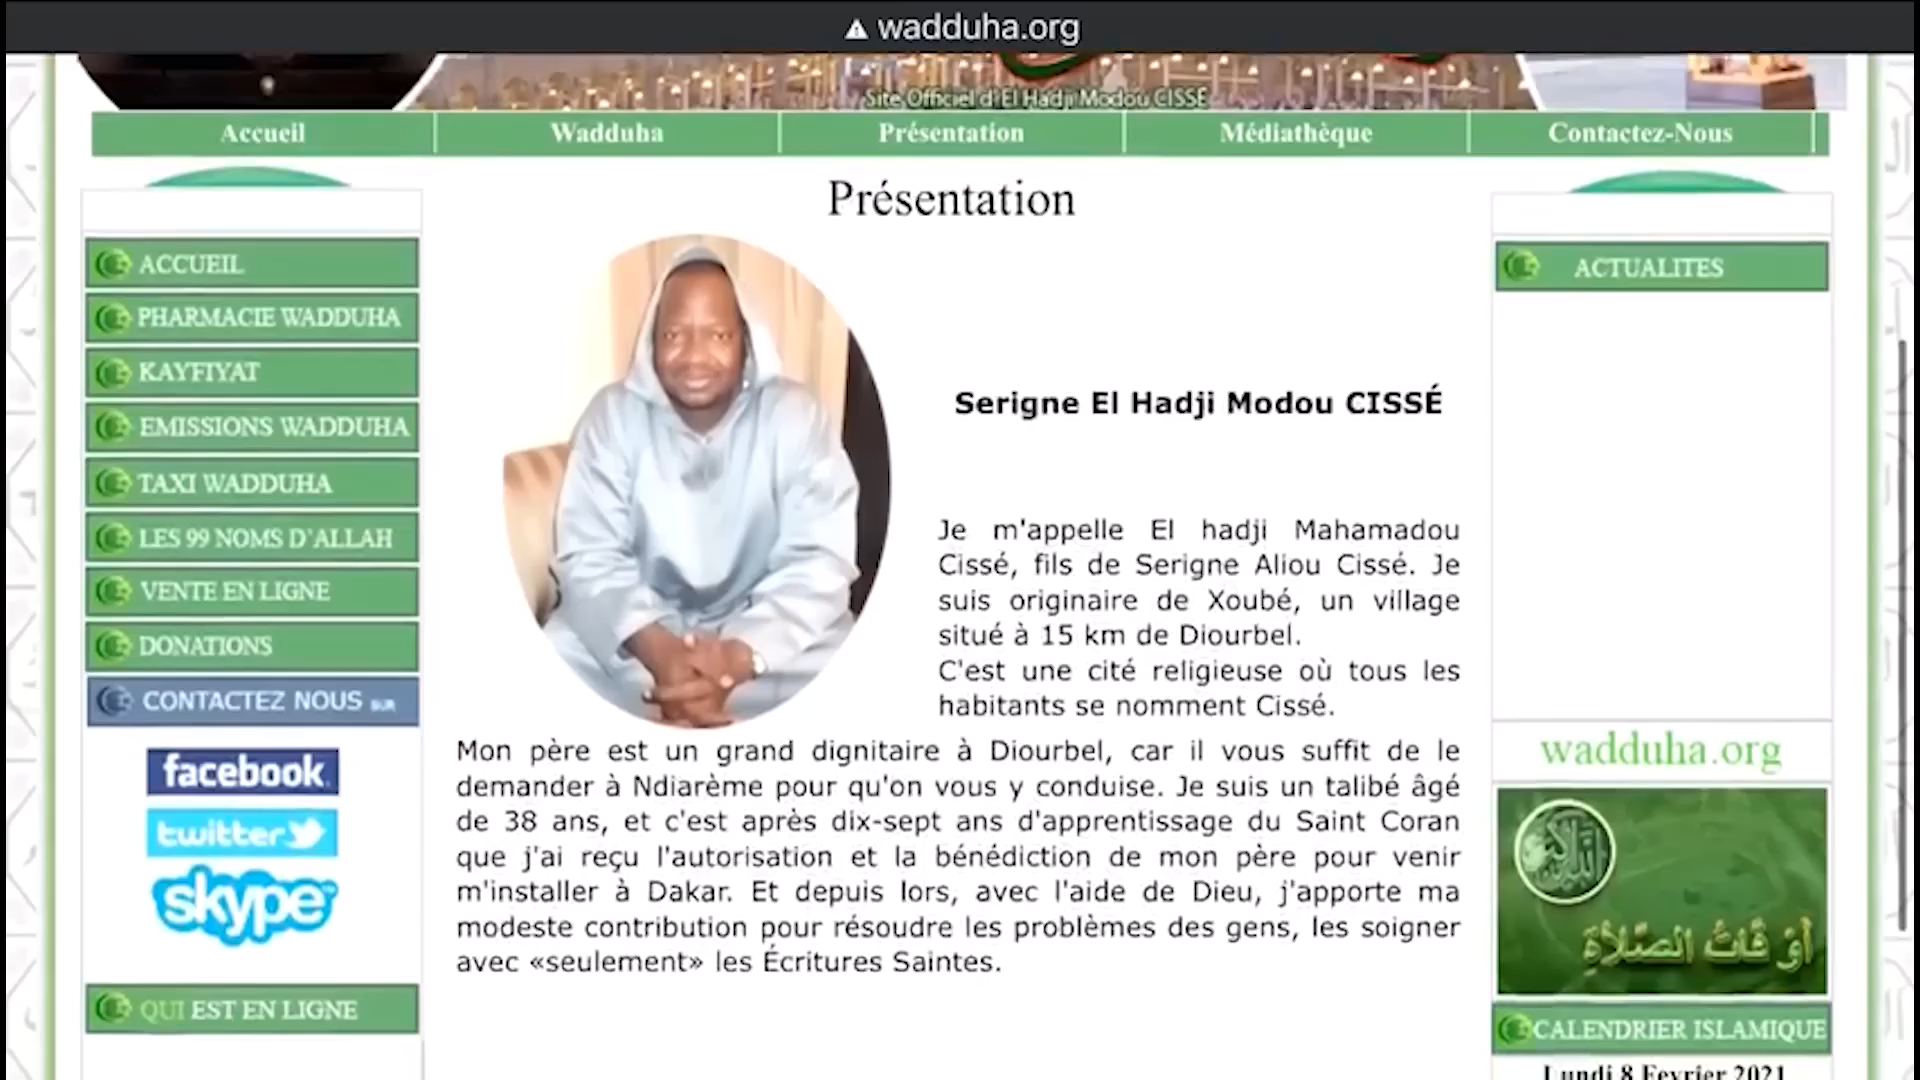 wadduha.org
Site Officiel d'El Hadji Modou CISSE
Accueil
Wadduha
Présentation
Médiathèque
Contactez-Nous
Présentation
ACCUEIL
PHARMACIE WADDUHA
KAYFIYAT
EMISSIONS WADDUHA
TAXI WADDUHA
LES 99 NOMS D'ALLAH
VENTE EN LIGNE
DONATIONS
CONTACTEZ NOUS SUR
facebook
twitter
skype
QUI EST EN LIGNE
Serigne El Hadji Modou CISSÉ
Je m'appelle El hadji Mahamadou
Cissé, fils de Serigne Aliou Cissé. Je
suis originaire de Xoubé, un village
situé à 15 km de Diourbel.
C'est une cité religieuse où tous les
habitants se nomment Cissé.
Mon père est un grand dignitaire à Diourbel, car il vous suffit de le
demander à Ndiarème pour qu'on vous y conduise. Je suis un talibé âgé
de 38 ans, et c'est après dix-sept ans d'apprentissage du Saint Coran
que j'ai reçu l'autorisation et la bénédiction de mon père pour venir
m'installer à Dakar. Et depuis lors, avec l'aide de Dieu, j'apporte ma
modeste contribution pour résoudre les problèmes des gens, les soigner
avec «seulement» les Écritures Saintes.
ACTUALITES
wadduha.org
أوقات الصلاة
CALENDRIER ISLAMIQUE
Lundi 8 Fevrier 2021